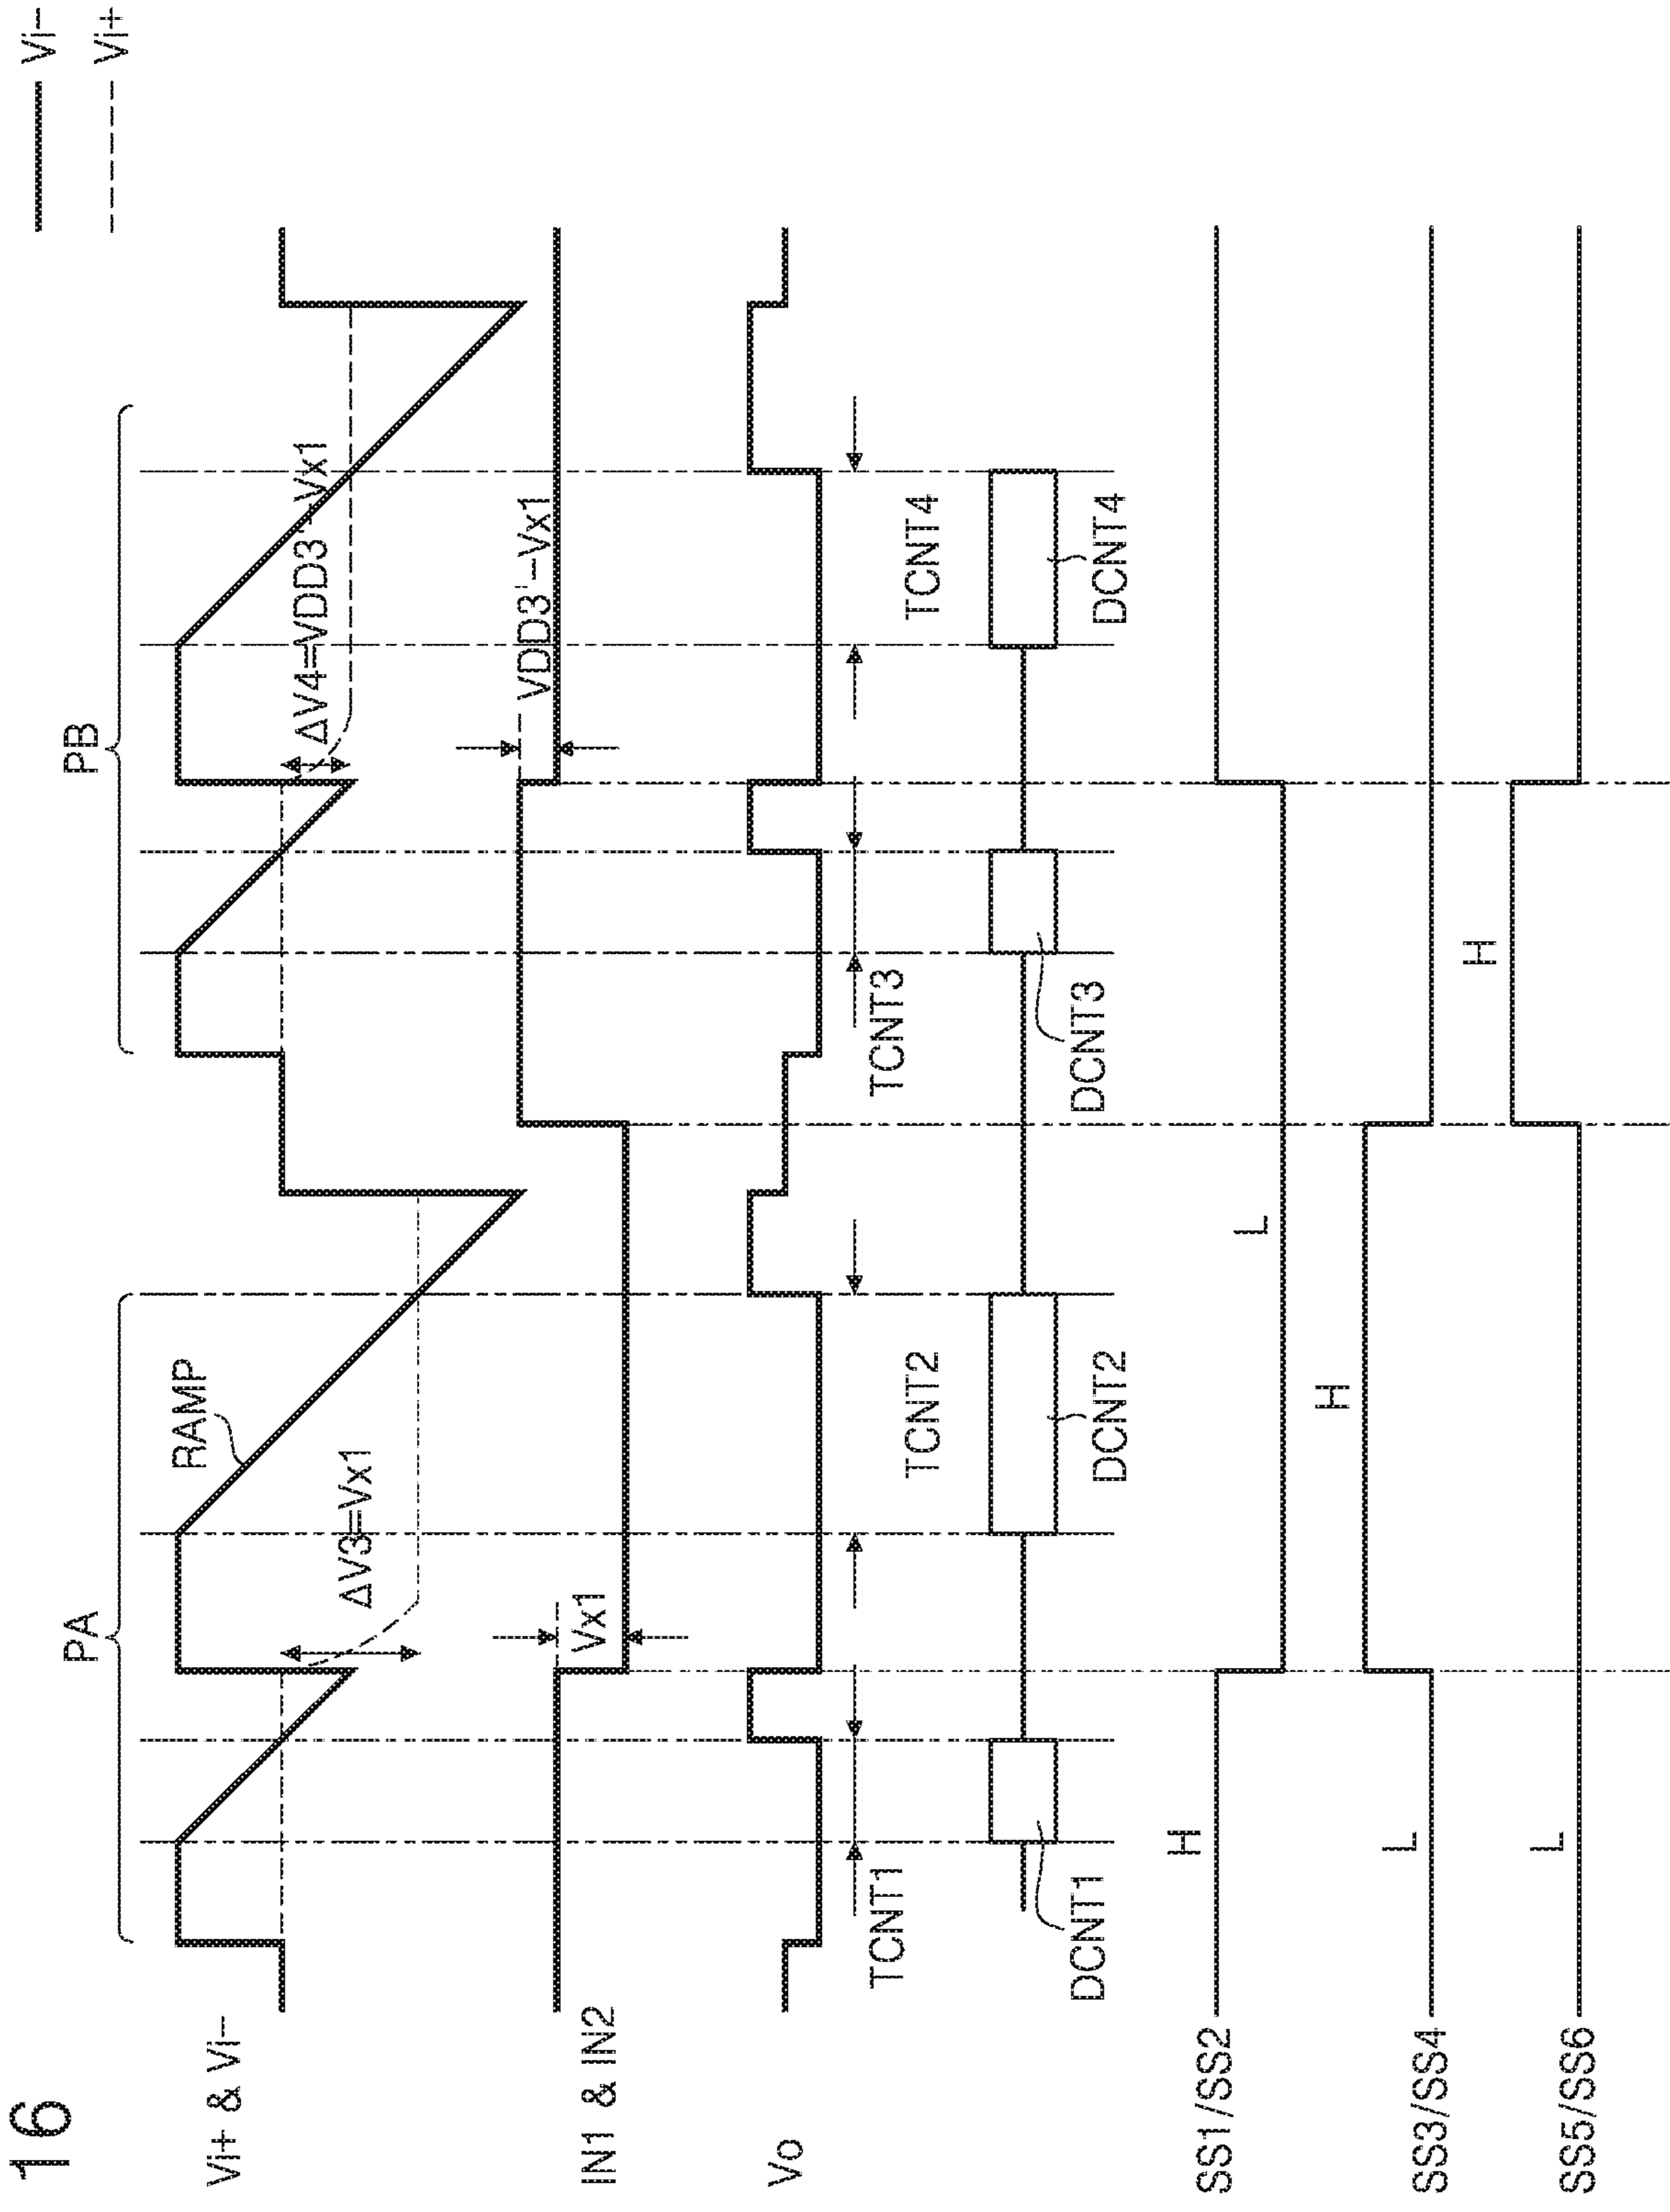 16
Vi−
Vi+
PA
PB
Vi+ & Vi−
RAMP
ΔV3=Vx1
ΔV4=VDD3'−Vx1
IN1 & IN2
Vx1
VDD3'−Vx1
Vo
TCNT1
TCNT2
TCNT3
TCNT4
DCNT1
DCNT2
DCNT3
DCNT4
SS1/SS2
H
L
SS3/SS4
L
H
SS5/SS6
L
H